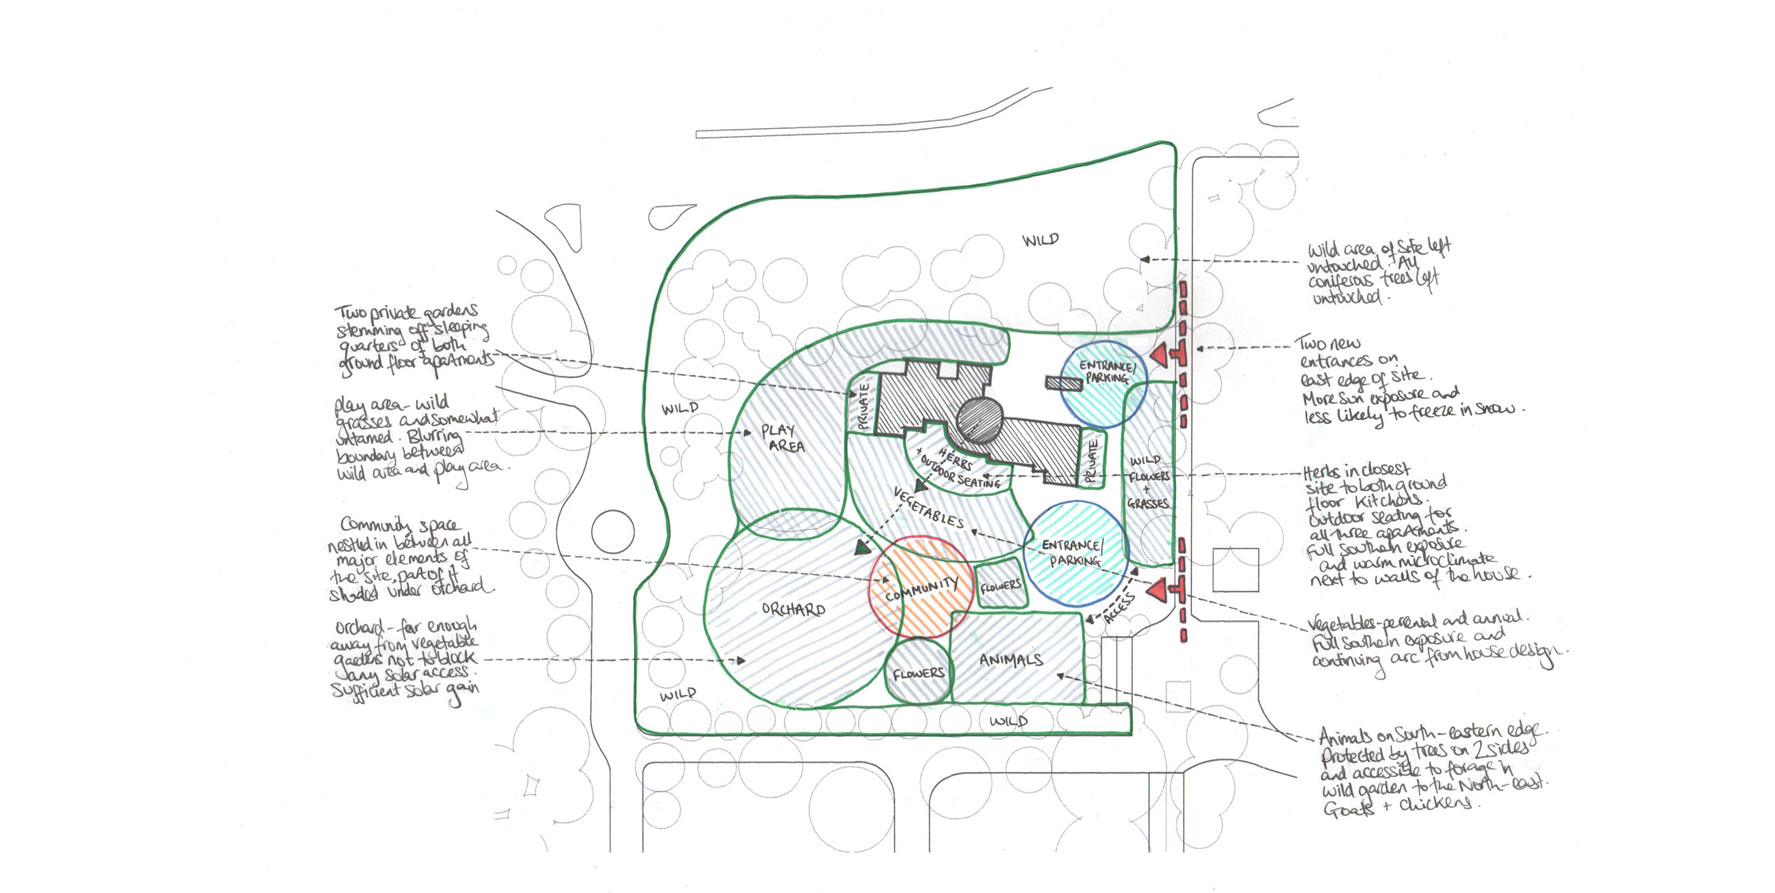 Two private gardens
stemming off sleeping
quarters of both
ground floor apartments
play area - wild
grasses and somewhat
untamed. Blurring
boundary between
wild area and play area.
Community space
nestled in between all
major elements of
the site, part of it
shaded under orchard.
Orchard - far enough
away from vegetable
garden not to block
any solar access.
Sufficient solar gain
WILD
WILD
ENTRANCE/
PARKING
PRIVATE
PLAY
AREA
HERBS
+ OUTDOOR SEATING
PRIVATE
WILD
FLOWERS
+
GRASSES
VEGETABLES
ENTRANCE/
PARKING
COMMUNITY
FLOWERS
ORCHARD
ACCESS
FLOWERS
ANIMALS
WILD
WILD
Wild area of site left
untouched. All
coniferous trees left
untouched.
Two new
entrances on
east edge of site.
More sun exposure and
less likely to freeze in snow.
Herbs in closest
site to both ground
floor kitchens.
Outdoor seating for
all three apartments.
Full southern exposure
and warm microclimate
next to walls of the house.
Vegetables - perenial and annual.
Full southern exposure and
continuing arc from house design.
Animals on South-eastern edge.
Protected by trees on 2 sides
and accessible to forage in
wild garden to the North-east.
Goats + chickens.